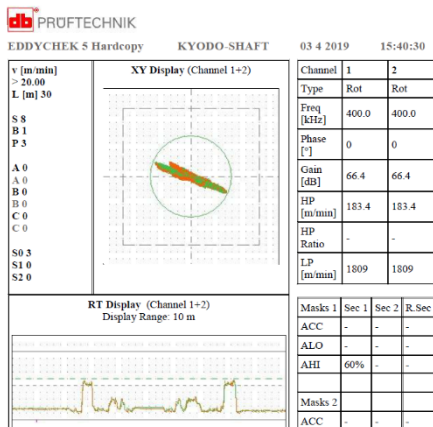 db PRÜFTECHNIK
EDDYCHEK 5 Hardcopy KYODO-SHAFT 03 4 2019 15:40:30
v [m/min]
> 20.00
L [m] 30
S 8
B 1
P 3
A 0
A 0
B 0
B 0
C 0
C 0
S0 3
S1 0
S2 0
XY Display (Channel 1+2)
Channel 1 2
Type Rot Rot
Freq [kHz] 400.0 400.0
Phase [°] 0 0
Gain [dB] 66.4 66.4
HP [m/min] 183.4 183.4
HP Ratio - -
LP [m/min] 1809 1809
RT Display (Channel 1+2)
Display Range: 10 m
Masks 1 Sec 1 Sec 2 R.Sec
ACC - - -
ALO - - -
AHI 60% - -
Masks 2
ACC - - -